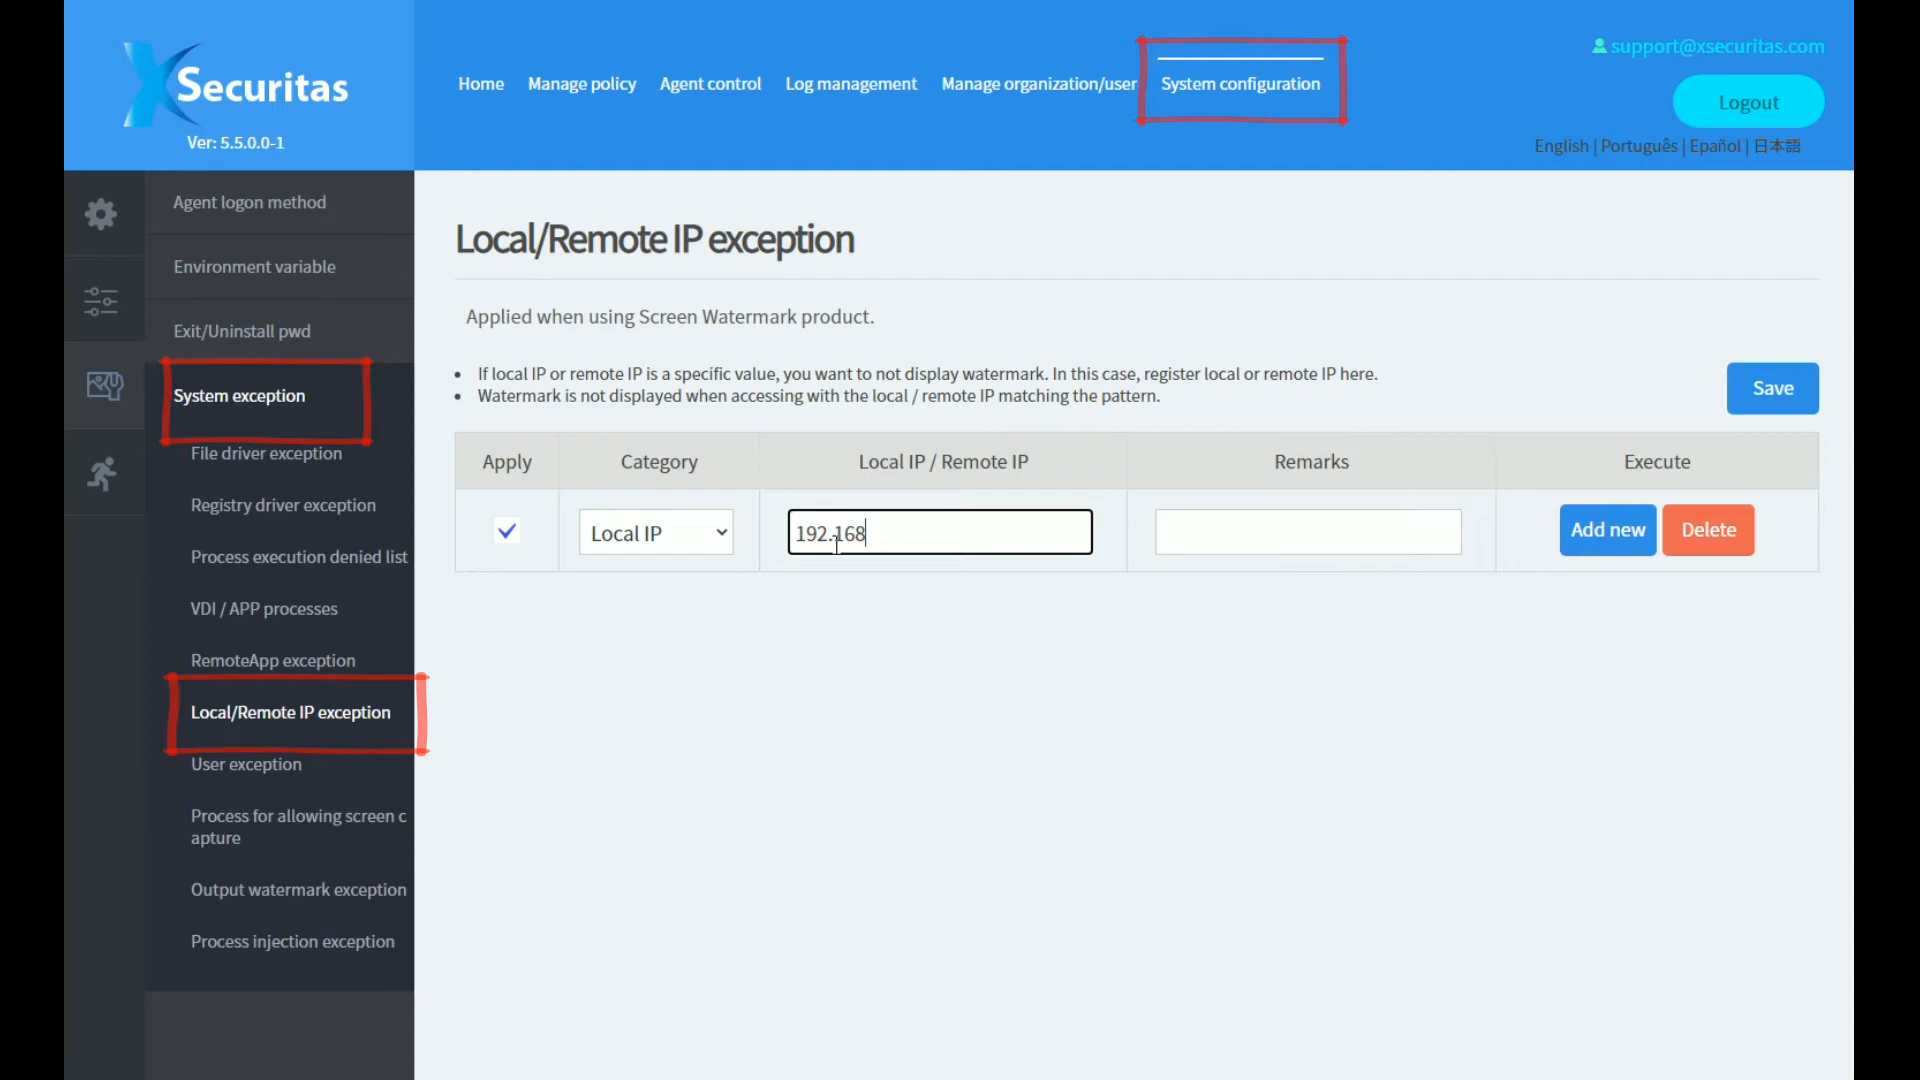 XSecuritas
Ver: 5.5.0.0-1
Home
Manage policy
Agent control
Log management
Manage organization/user
System configuration
support@xsecuritas.com
Logout
English | Português | Epañol | 日本語
Agent logon method
Environment variable
Exit/Uninstall pwd
System exception
File driver exception
Registry driver exception
Process execution denied list
VDI / APP processes
RemoteApp exception
Local/Remote IP exception
User exception
Process for allowing screen c
apture
Output watermark exception
Process injection exception
Local/Remote IP exception
Applied when using Screen Watermark product.
• If local IP or remote IP is a specific value, you want to not display watermark. In this case, register local or remote IP here.
• Watermark is not displayed when accessing with the local / remote IP matching the pattern.
Save
Apply
Category
Local IP / Remote IP
Remarks
Execute
Local IP
192.168
Add new
Delete